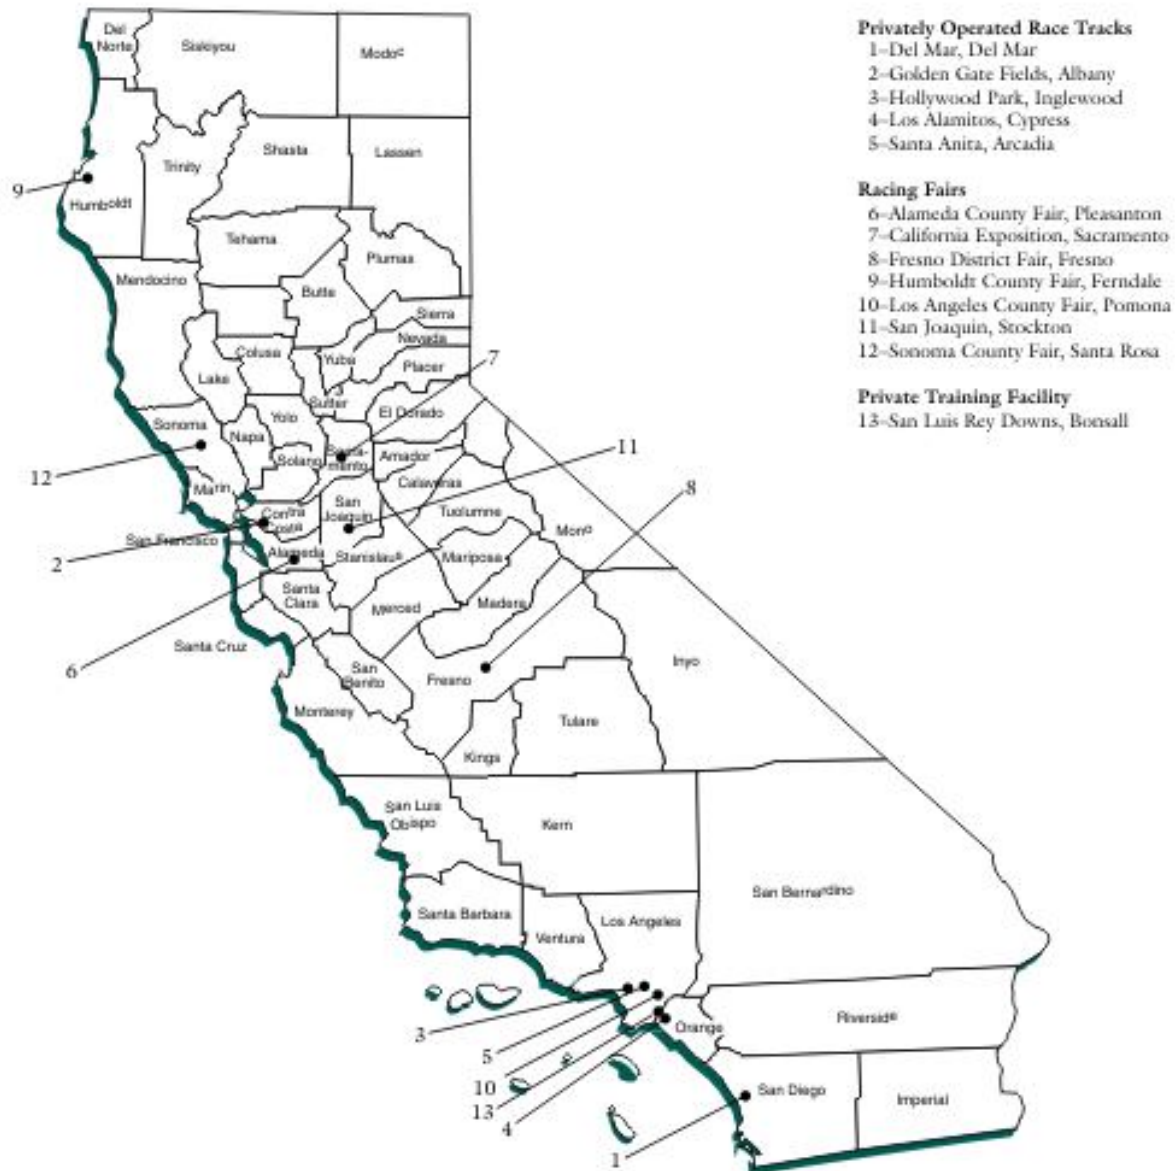 Privately Operated Race Tracks
1–Del Mar, Del Mar
2–Golden Gate Fields, Albany
3–Hollywood Park, Inglewood
4–Los Alamitos, Cypress
5–Santa Anita, Arcadia
Racing Fairs
6–Alameda County Fair, Pleasanton
7–California Exposition, Sacramento
8–Fresno District Fair, Fresno
9–Humboldt County Fair, Ferndale
10–Los Angeles County Fair, Pomona
11–San Joaquin, Stockton
12–Sonoma County Fair, Santa Rosa
Private Training Facility
13–San Luis Rey Downs, Bonsall
Del
Norte
Siskiyou
Modoc
Shasta
Lassen
Trinity
9
Humboldt
Tehama
Plumas
Mendocino
Butte
Sierra
Nevada
Colusa
Yuba
Placer
7
Lake
Sutter
El Dorado
Yolo
Sonoma
Napa
11
Sacra-
mento
Amador
Solano
12
Calaveras
Marin
8
San
Joaquin
Tuolumne
Contra
Costa
Mono
San Francisco
2
Alameda
Stanislaus
Mariposa
Santa
Clara
Merced
Madera
Santa Cruz
6
San
Benito
Fresno
Inyo
Monterey
Tulare
Kings
San Luis
Obispo
Kern
San Bernardino
Santa Barbara
Los Angeles
Ventura
3
Orange
Riverside
5
10
13
4
San Diego
Imperial
1